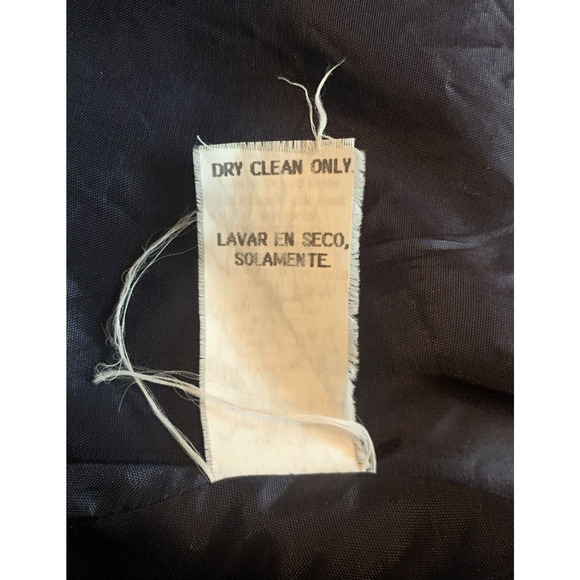 DRY CLEAN ONLY.
LAVAR EN SECO,
SOLAMENTE.